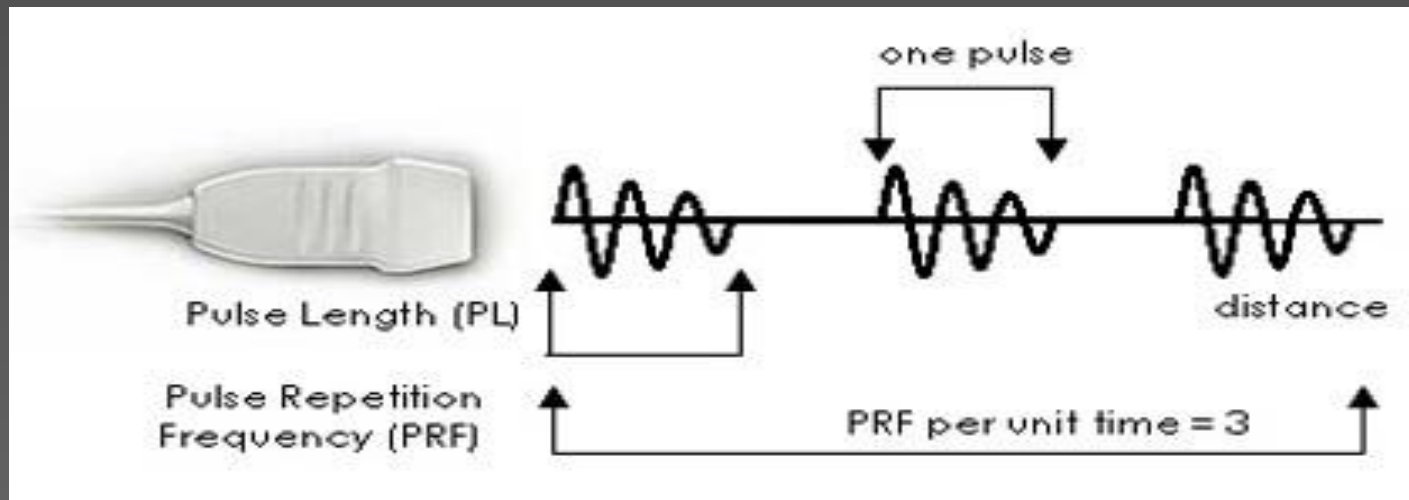 one pulse
Pulse Length (PL)
distance
Pulse Repetition
Frequency (PRF)
PRF per unit time = 3